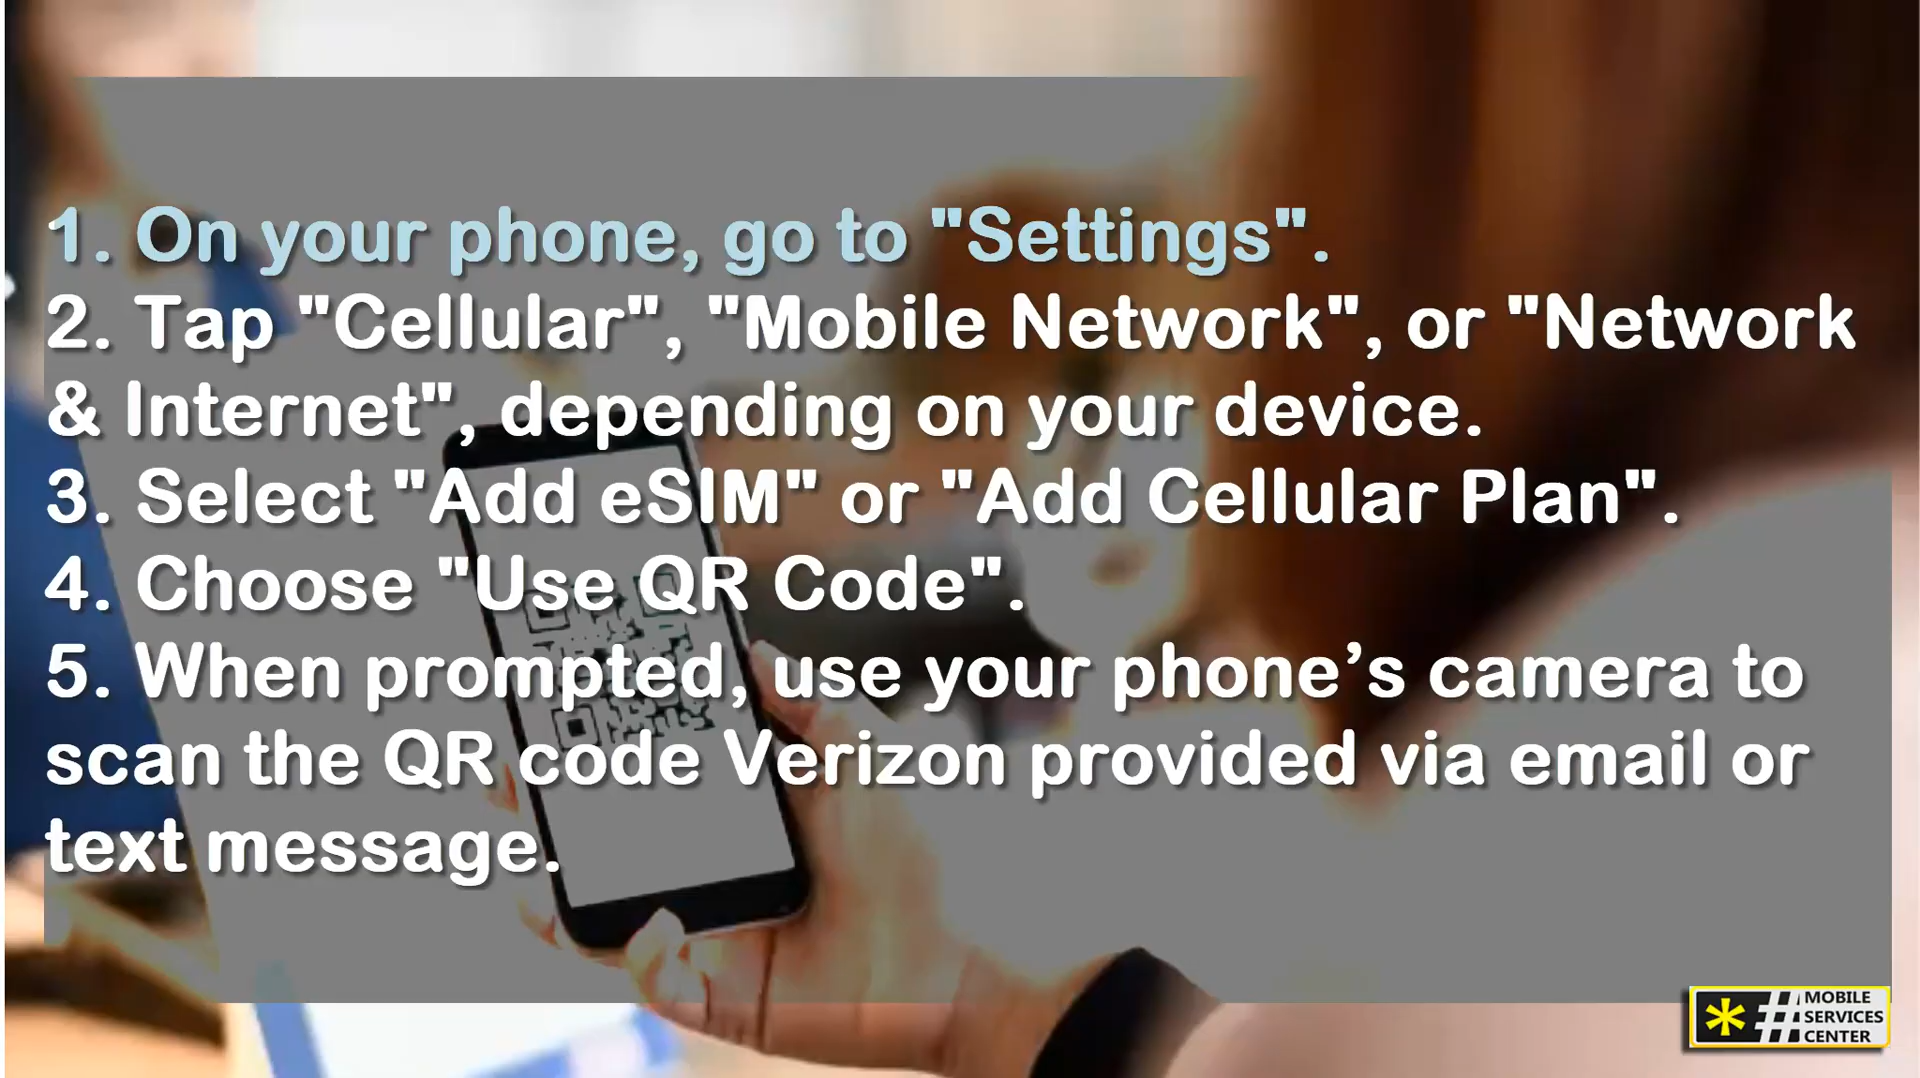 1. On your phone, go to "Settings".
2. Tap "Cellular", "Mobile Network", or "Network
& Internet", depending on your device.
3. Select "Add eSIM" or "Add Cellular Plan".
4. Choose "Use QR Code".
5. When prompted, use your phone’s camera to
scan the QR code Verizon provided via email or
text message.
*# MOBILE
SERVICES
CENTER